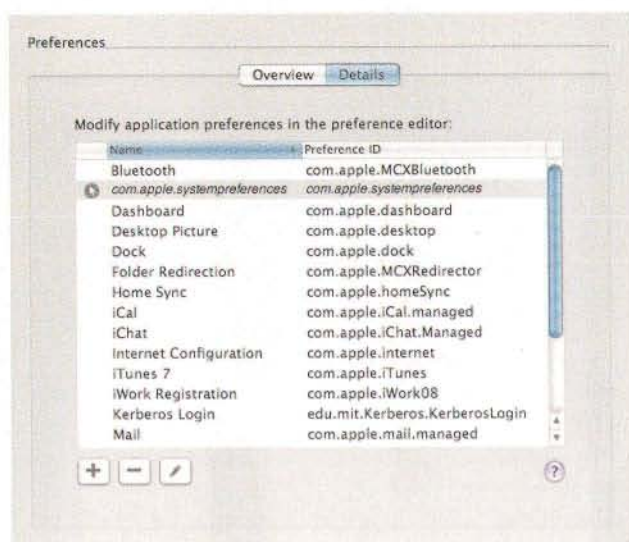 Preferences
Overview Details
Modify application preferences in the preference editor:
Name Preference ID
Bluetooth com.apple.MCXBluetooth
com.apple.systempreferences com.apple.systempreferences
Dashboard com.apple.dashboard
Desktop Picture com.apple.desktop
Dock com.apple.dock
Folder Redirection com.apple.MCXRedirector
Home Sync com.apple.homeSync
iCal com.apple.iCal.managed
iChat com.apple.iChat.Managed
Internet Configuration com.apple.internet
iTunes 7 com.apple.iTunes
iWork Registration com.apple.iWork08
Kerberos Login edu.mit.Kerberos.KerberosLogin
Mail com.apple.mail.managed
+ − ?